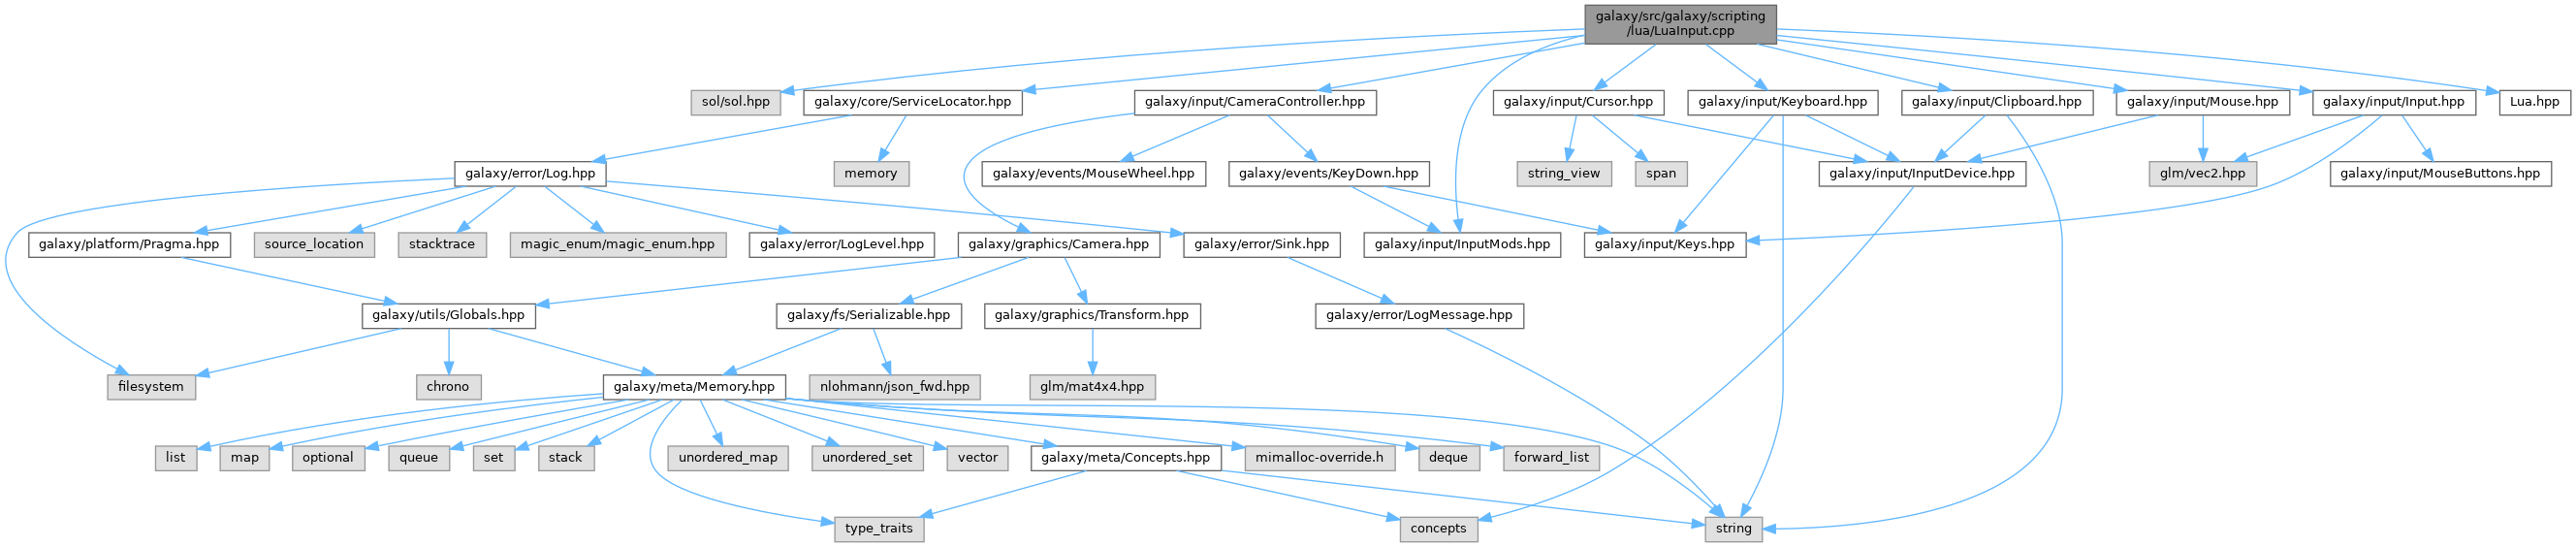 galaxy/src/galaxy/scripting
/lua/LuaInput.cpp
sol/sol.hpp
galaxy/core/ServiceLocator.hpp
galaxy/input/CameraController.hpp
galaxy/input/Cursor.hpp
galaxy/input/Keyboard.hpp
galaxy/input/Clipboard.hpp
galaxy/input/Mouse.hpp
galaxy/input/Input.hpp
Lua.hpp
galaxy/error/Log.hpp
memory
galaxy/events/MouseWheel.hpp
galaxy/events/KeyDown.hpp
string_view
span
galaxy/input/InputDevice.hpp
glm/vec2.hpp
galaxy/input/MouseButtons.hpp
galaxy/platform/Pragma.hpp
source_location
stacktrace
magic_enum/magic_enum.hpp
galaxy/error/LogLevel.hpp
galaxy/graphics/Camera.hpp
galaxy/error/Sink.hpp
galaxy/input/InputMods.hpp
galaxy/input/Keys.hpp
galaxy/utils/Globals.hpp
galaxy/fs/Serializable.hpp
galaxy/graphics/Transform.hpp
galaxy/error/LogMessage.hpp
filesystem
chrono
galaxy/meta/Memory.hpp
nlohmann/json_fwd.hpp
glm/mat4x4.hpp
list
map
optional
queue
set
stack
unordered_map
unordered_set
vector
galaxy/meta/Concepts.hpp
mimalloc-override.h
deque
forward_list
type_traits
concepts
string